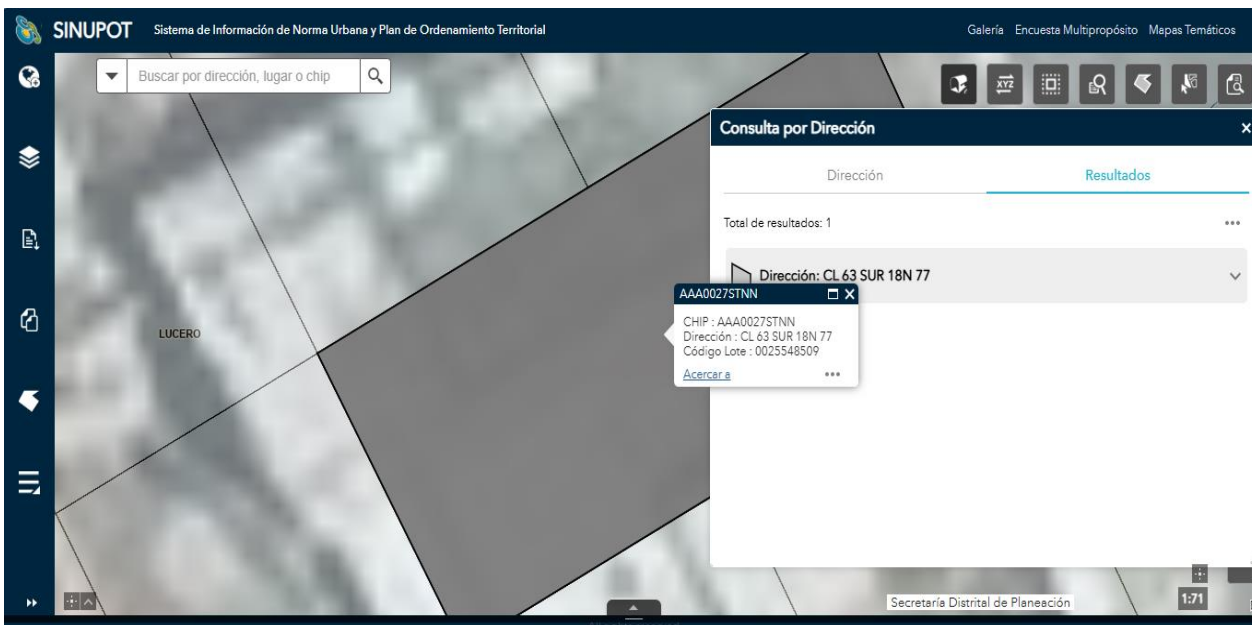 SINUPOT Sistema de Información de Norma Urbana y Plan de Ordenamiento Territorial
Galería Encuesta Multipropósito Mapas Temáticos
Buscar por dirección, lugar o chip
Consulta por Dirección
Dirección Resultados
Total de resultados: 1
Dirección: CL 63 SUR 18N 77
AAA0027STNN
CHIP : AAA0027STNN
Dirección : CL 63 SUR 18N 77
Código Lote : 0025548509
Acercar a
LUCERO
Secretaría Distrital de Planeación
1:71